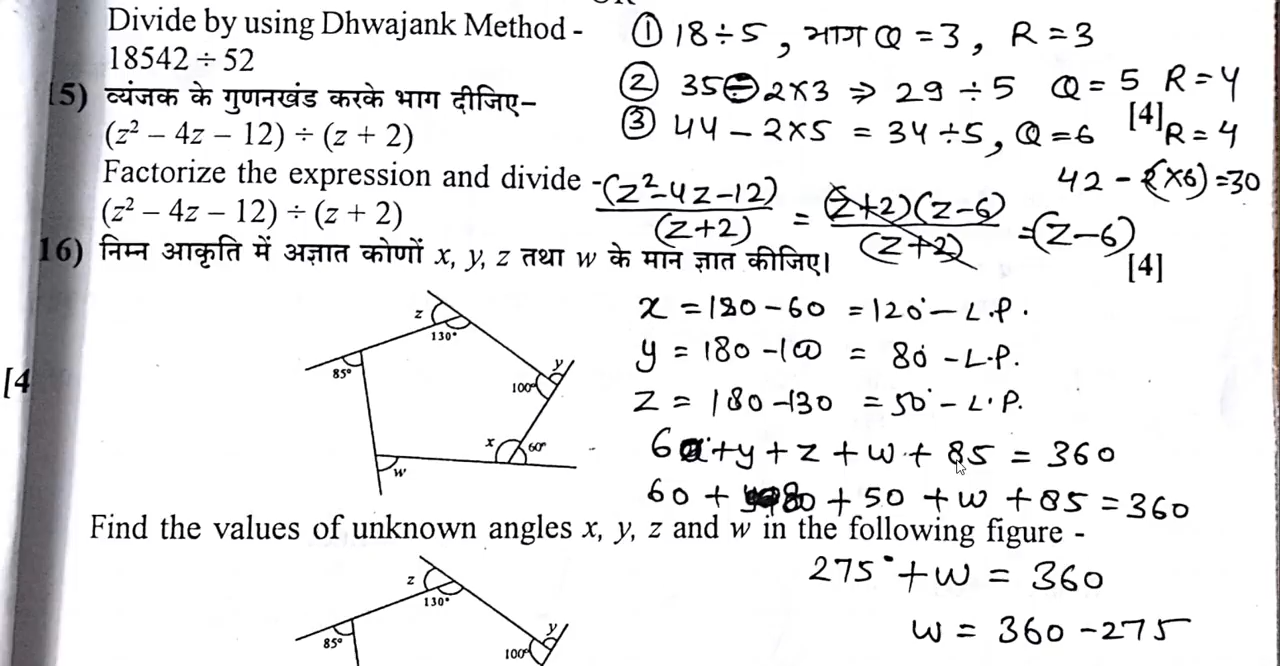 OR
Divide by using Dhwajank Method -
18542 ÷ 52
① 18 ÷ 5 , भाग Q = 3 , R = 3
② 35 - 2×3 ⇒ 29 ÷ 5 Q = 5 R = 4
③ 44 - 2×5 = 34 ÷ 5 , Q = 6 R = 4
[4]
42 - (2×6) = 30
15) व्यंजक के गुणनखंड करके भाग दीजिए–
(z² – 4z – 12) ÷ (z + 2)
Factorize the expression and divide -
(z² – 4z – 12) ÷ (z + 2)
(z²-4z-12)/(z+2) = (z+2)(z-6)/(z+2) = (z-6)
[4]
16) निम्न आकृति में अज्ञात कोणों x, y, z तथा w के मान ज्ञात कीजिए।
z
130°
85°
y
100°
x 60°
w
x = 180 - 60 = 120° - L.P.
y = 180 - 100 = 80° - L.P.
z = 180 - 130 = 50° - L.P.
60 + y + z + w + 85 = 360
60 + 80 + 50 + w + 85 = 360
275° + w = 360
w = 360 - 275
[4
Find the values of unknown angles x, y, z and w in the following figure -
z
130°
85°
y
100°